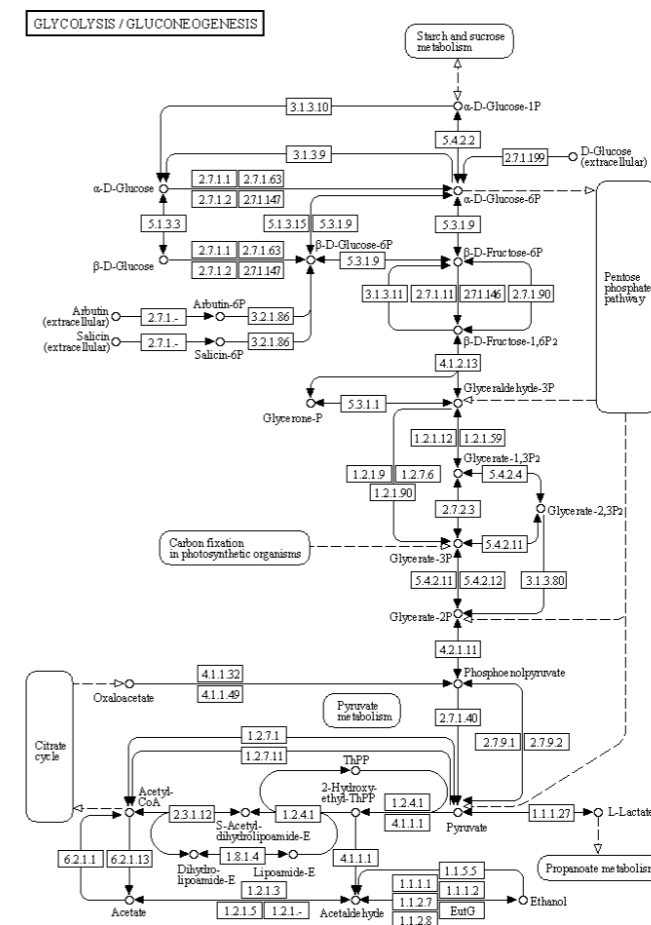 GLYCOLYSIS / GLUCONEOGENESIS
Starch and sucrose
metabolism
α-D-Glucose-1P
3.1.3.10
5.4.2.2
D-Glucose
(extracellular)
3.1.3.9
2.7.1.199
α-D-Glucose
2.7.1.1 2.7.1.63
2.7.1.2 2.7.1.147
α-D-Glucose-6P
5.1.3.3
5.1.3.15 5.3.1.9
5.3.1.9
β-D-Glucose
2.7.1.1 2.7.1.63
2.7.1.2 2.7.1.147
β-D-Glucose-6P
5.3.1.9
β-D-Fructose-6P
Pentose
phosphate
pathway
3.1.3.11 2.7.1.11 2.7.1.146 2.7.1.90
Arbutin
(extracellular)
2.7.1.-
Arbutin-6P
3.2.1.86
Salicin
(extracellular)
2.7.1.-
Salicin-6P
3.2.1.86
β-D-Fructose-1,6P2
4.1.2.13
Glyceraldehyde-3P
Glycerone-P
5.3.1.1
1.2.1.12 1.2.1.59
Glycerate-1,3P2
1.2.1.9 1.2.7.6
1.2.1.90
5.4.2.4
2.7.2.3
Glycerate-2,3P2
Carbon fixation
in photosynthetic organisms
5.4.2.11
Glycerate-3P
5.4.2.11 5.4.2.12
3.1.3.80
Glycerate-2P
4.2.1.11
4.1.1.32
Oxaloacetate
4.1.1.49
Phosphoenolpyruvate
Pyruvate
metabolism
2.7.1.40
Citrate
cycle
1.2.7.1
1.2.7.11
2.7.9.1 2.7.9.2
ThPP
Acetyl-
CoA
2.3.1.12
S-Acetyl-
dihydrolipoamide-E
1.2.4.1
2-Hydroxy-
ethyl-ThPP
1.2.4.1
4.1.1.1
Pyruvate
1.1.1.27
L-Lactate
6.2.1.1 6.2.1.13
Dihydro-
lipoamide-E
1.8.1.4
Lipoamide-E
4.1.1.1
Propanoate metabolism
1.1.5.5
Acetate
1.2.1.3
1.2.1.5 1.2.1.-
Acetaldehyde
1.1.1.1 1.1.1.2
1.1.2.7 EutG
1.1.2.8
Ethanol